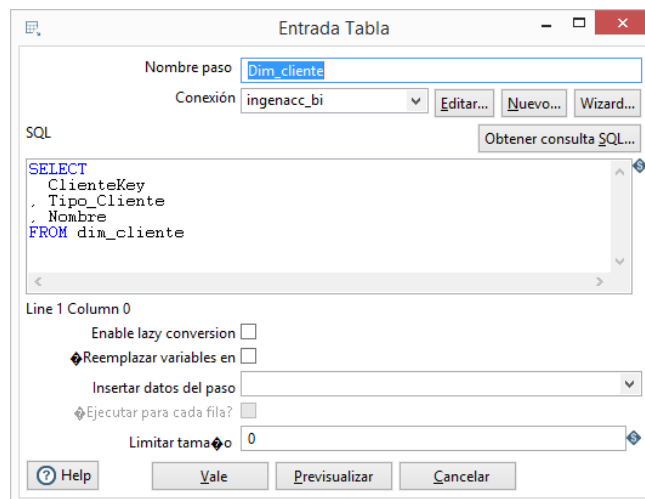 Entrada Tabla
Nombre paso Dim_cliente
Conexión ingenacc_bi Editar... Nuevo... Wizard...
SQL Obtener consulta SQL...
SELECT
ClienteKey
, Tipo_Cliente
, Nombre
FROM dim_cliente
Line 1 Column 0
Enable lazy conversion
�Reemplazar variables en
Insertar datos del paso
�Ejecutar para cada fila?
Limitar tama�o 0
Help Vale Previsualizar Cancelar